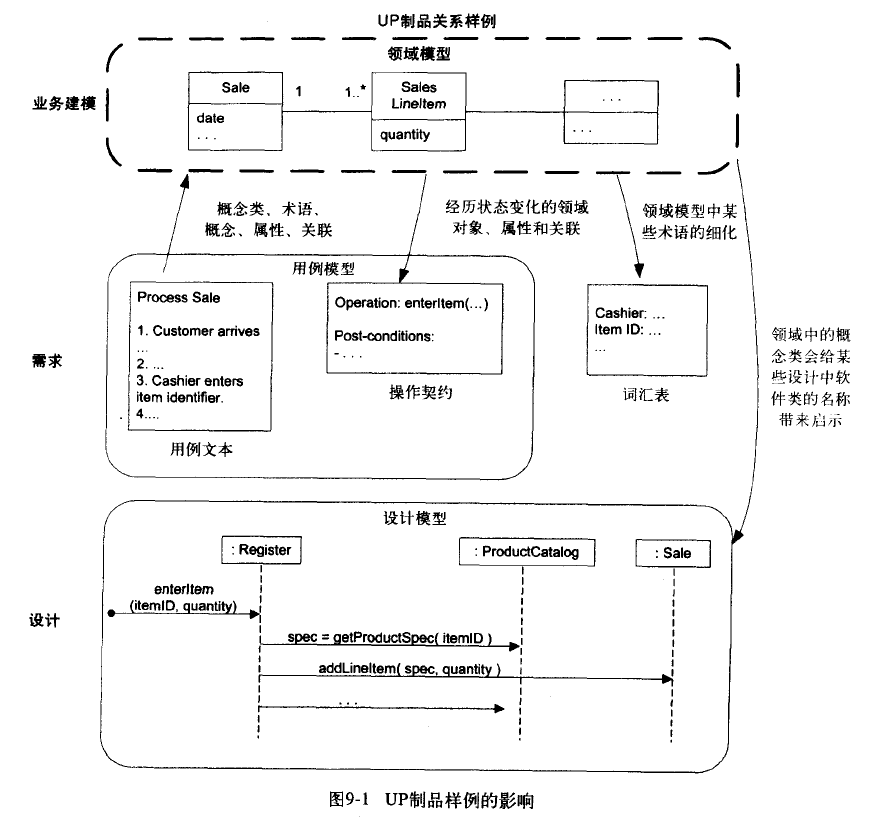 UP制品关系样例
领域模型
业务建模
Sale
date
. . .
1
1..*
Sales
LineItem
quantity
. . .
. . .
概念类、术语、
概念、属性、关联
经历状态变化的领域
对象、属性和关联
领域模型中某
些术语的细化
需求
用例模型
Process Sale
1. Customer arrives
...
2. ...
3. Cashier enters
item identifier.
4....
用例文本
Operation: enterItem(…)
Post-conditions:
- . . .
操作契约
Cashier: …
Item ID: …
...
词汇表
领域中的概
念类会给某
些设计中软
件类的名称
带来启示
设计
设计模型
: Register
: ProductCatalog
: Sale
enterItem
(itemID, quantity)
spec = getProductSpec( itemID )
addLineItem( spec, quantity )
. . .
图9-1 UP制品样例的影响